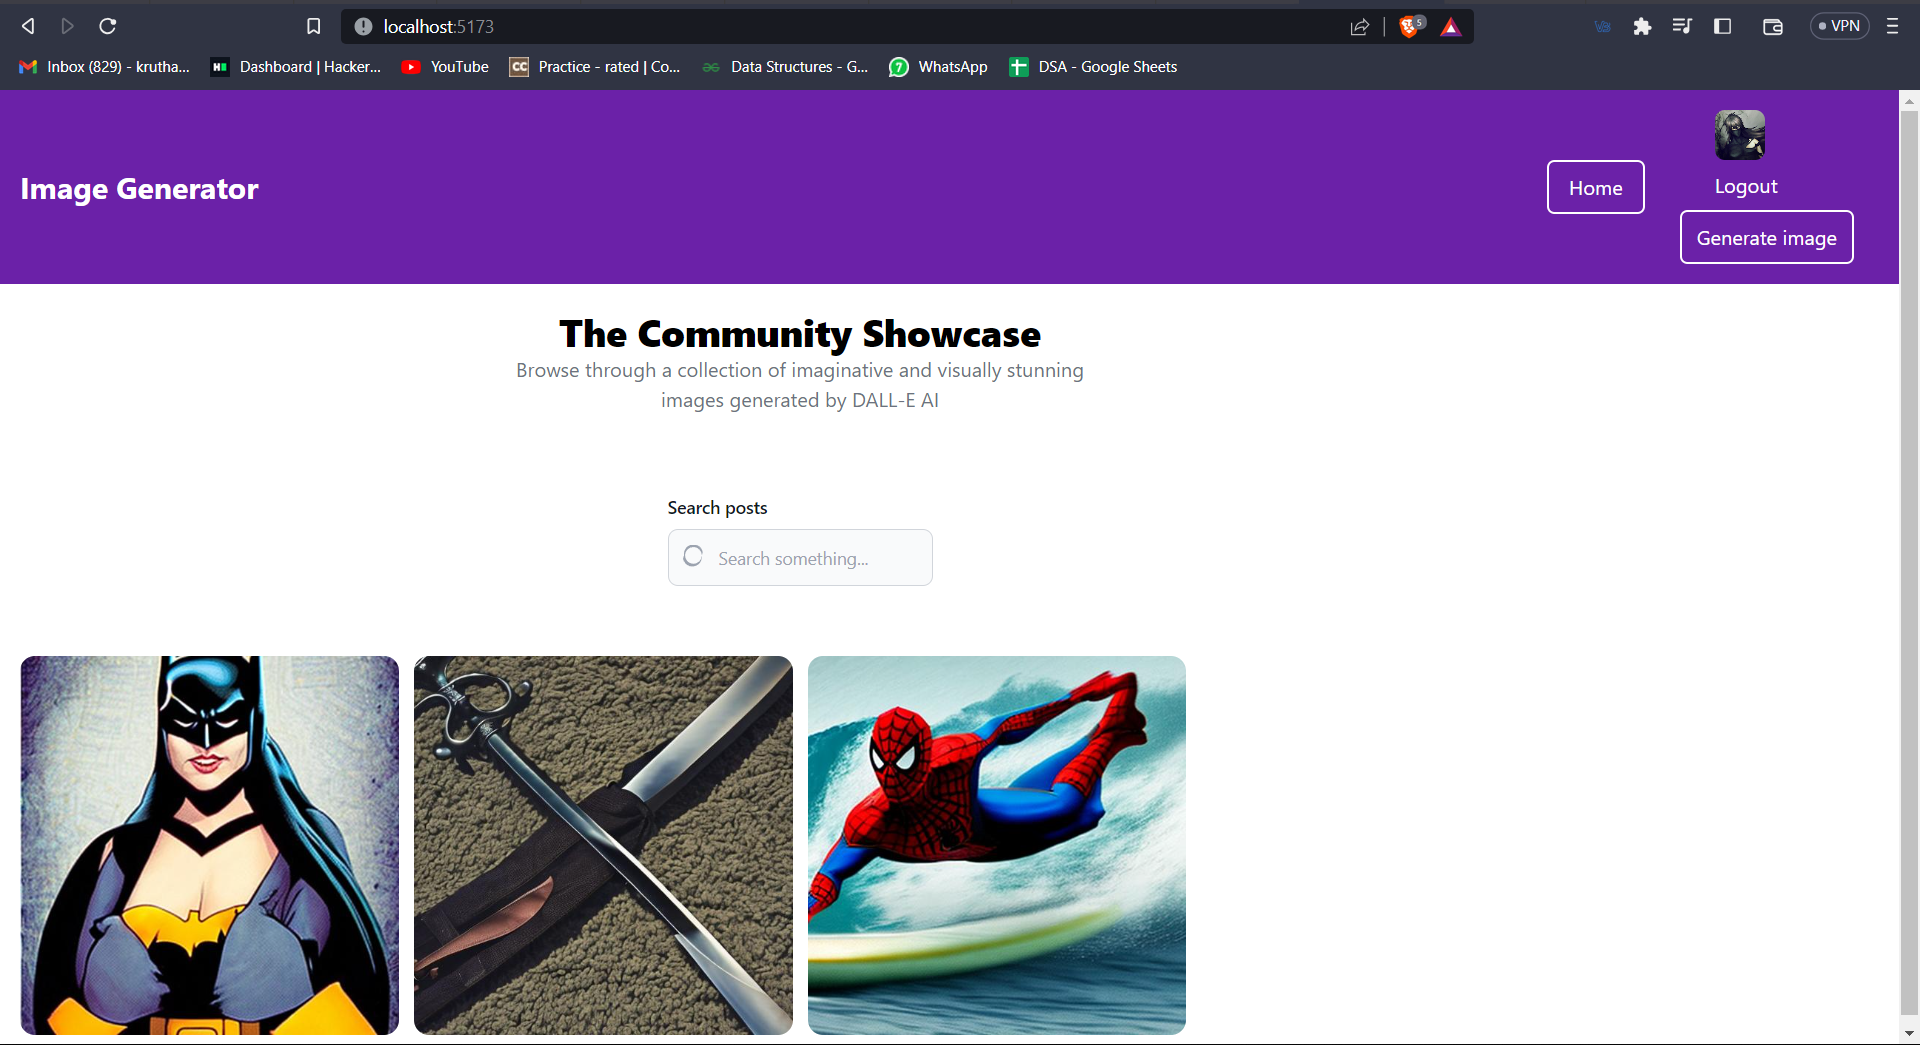 localhost:5173
S
VPN
Inbox (829) - krutha...
Dashboard | Hacker...
YouTube
CC
Practice - rated | Co...
Data Structures - G...
7
WhatsApp
DSA - Google Sheets
Image Generator
Home
Logout
Generate image
The Community Showcase
Browse through a collection of imaginative and visually stunning
images generated by DALL-E AI
Search posts
Search something...